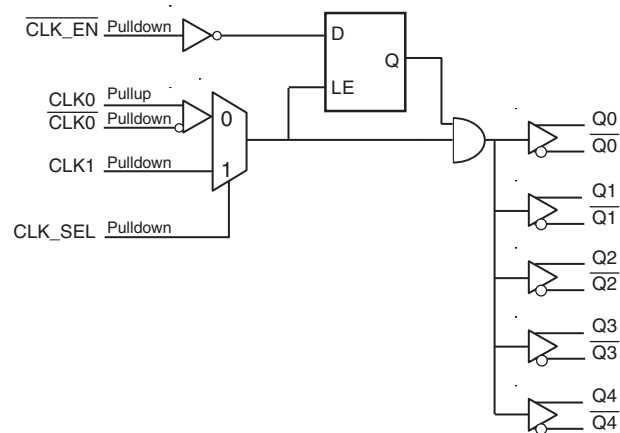 CLK_EN Pulldown
D
Q
LE
CLK0 Pullup
CLK0 Pulldown
0
CLK1 Pulldown
1
CLK_SEL Pulldown
Q0
Q0
Q1
Q1
Q2
Q2
Q3
Q3
Q4
Q4